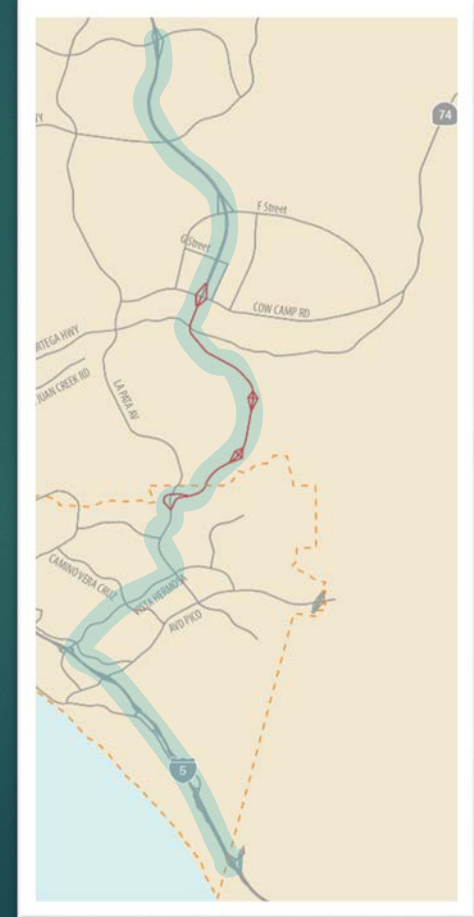 74
F Street
G Street
COW CAMP RD
RTEGA HWY
JUAN CREEK RD
LA PATA AV
CAMINO VERA CRUZ
VISTA HERMOSA
AVD PICO
5